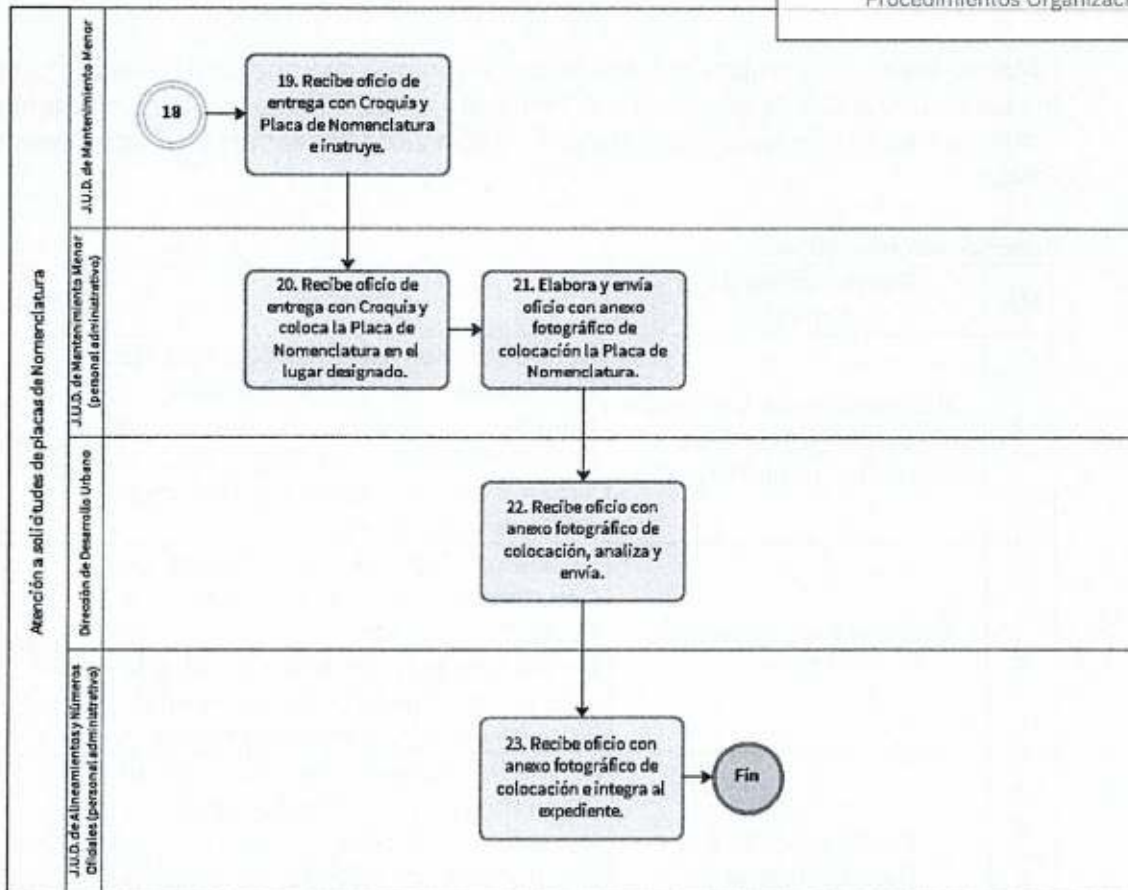 Procedimientos Organizac
Atención a solicitudes de placas de Nomenclatura
J.U.D. de Mantenimiento Menor
18
19. Recibe oficio de
entrega con Croquis y
Placa de Nomenclatura
e instruye.
J.U.D. de Mantenimiento Menor
(personal administrativo)
20. Recibe oficio de
entrega con Croquis y
coloca la Placa de
Nomenclatura en el
lugar designado.
21. Elabora y envía
oficio con anexo
fotográfico de
colocación la Placa de
Nomenclatura.
Dirección de Desarrollo Urbano
22. Recibe oficio con
anexo fotográfico de
colocación, analiza y
envía.
J.U.D. de Alineamientos y Números
Oficiales (personal administrativo)
23. Recibe oficio con
anexo fotográfico de
colocación e integra al
expediente.
Fin